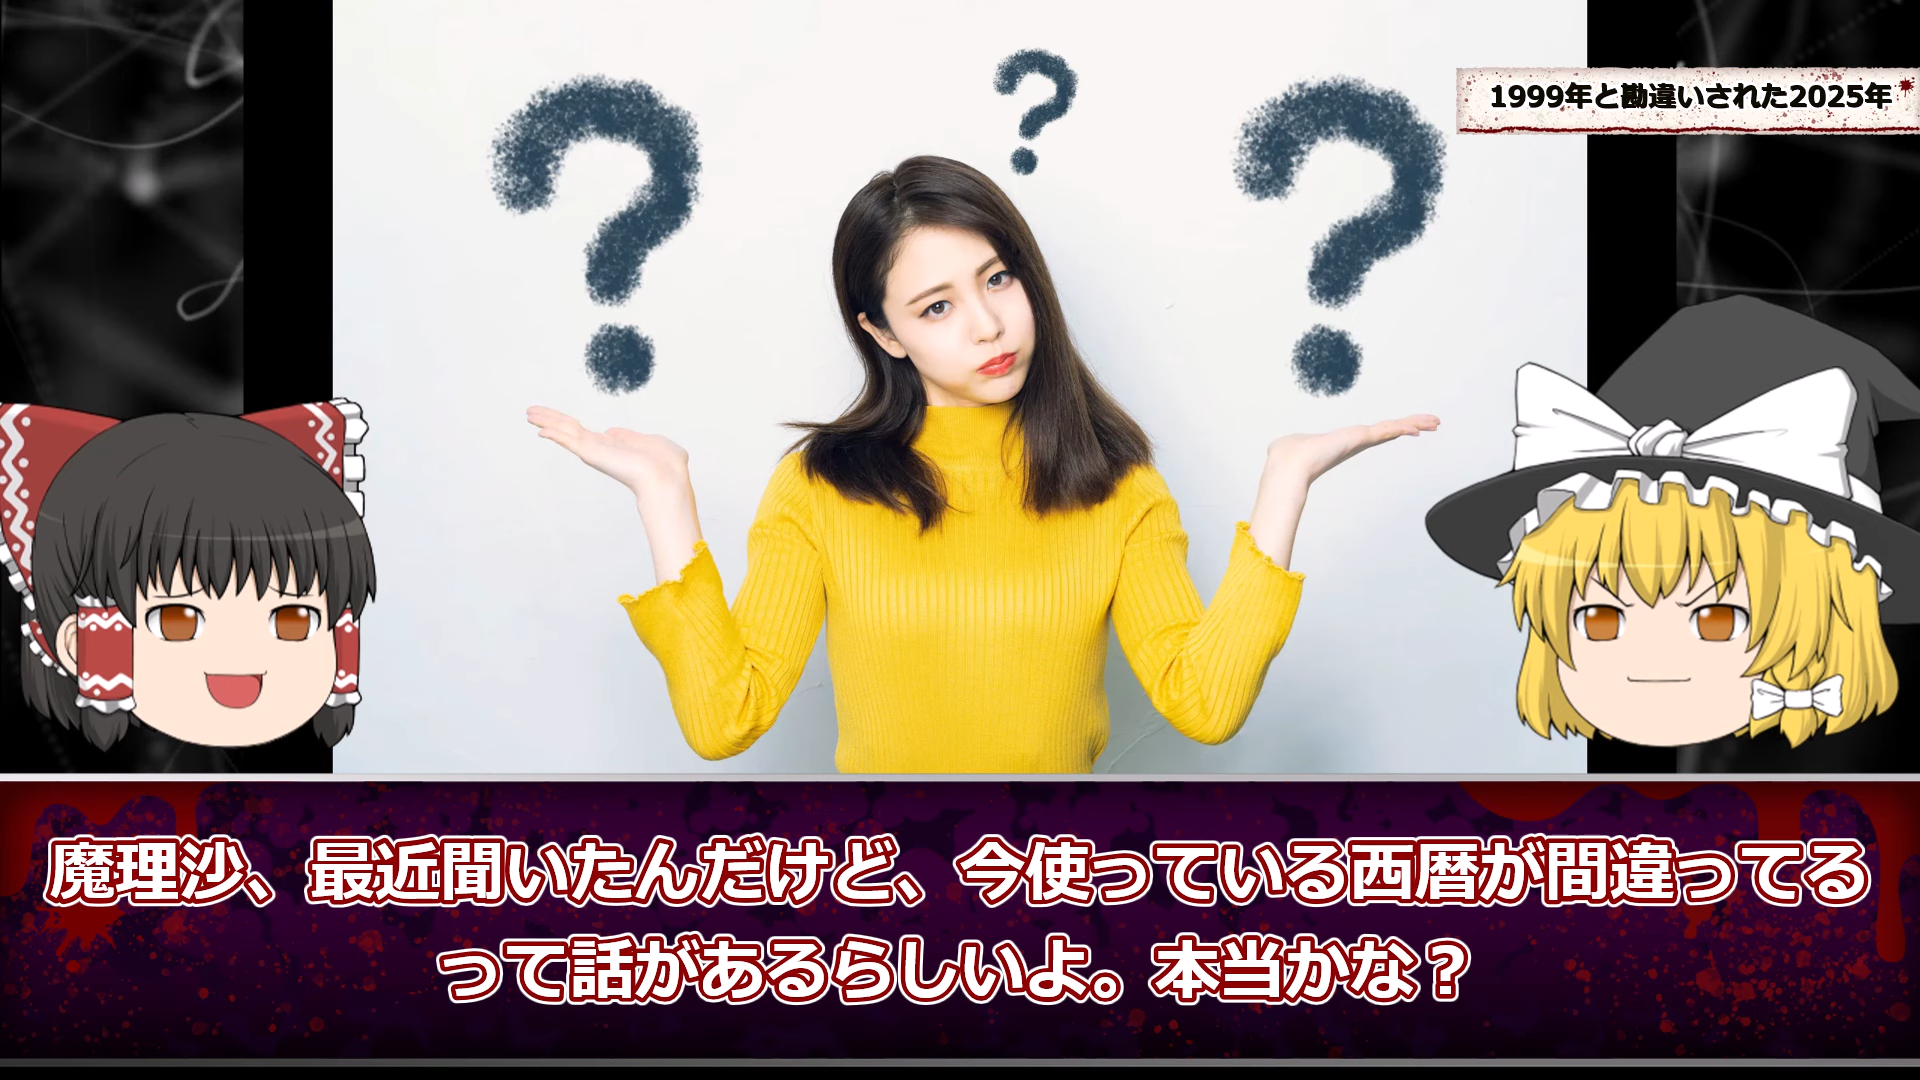 1999年と勘違いされた2025年
魔理沙、最近聞いたんだけど、今使っている西暦が間違ってる
って話があるらしいよ。本当かな？